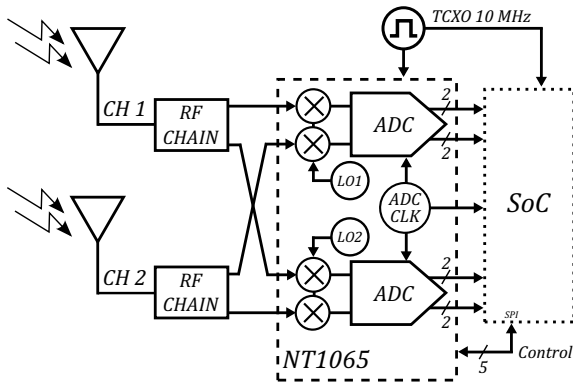 TCXO 10 MHz
CH 1
RF
CHAIN
ADC
2
2
LO1
ADC
CLK
SoC
LO2
CH 2
RF
CHAIN
ADC
2
2
SPI
NT1065
5
Control